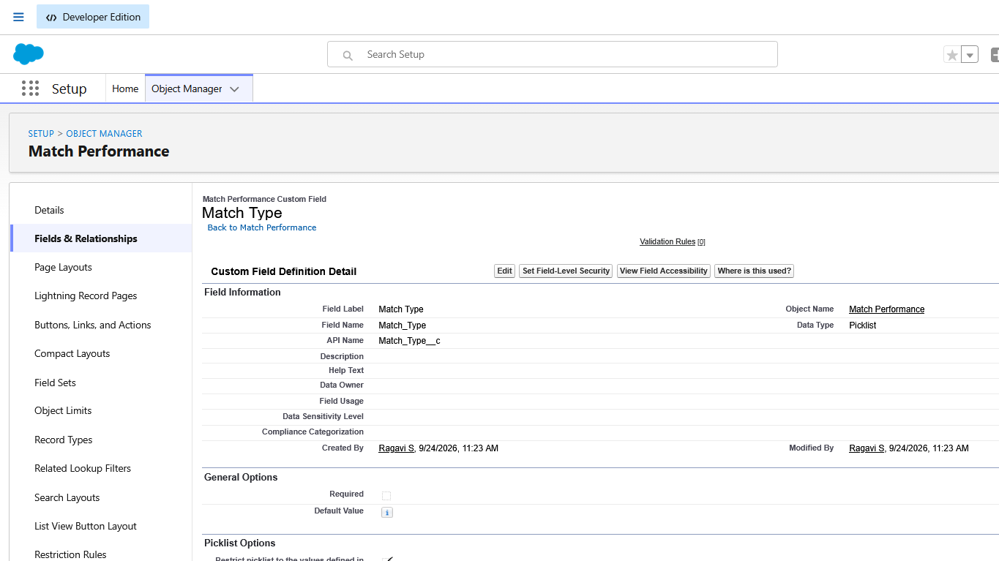 Developer Edition
Search Setup
Setup
Home
Object Manager
SETUP > OBJECT MANAGER
Match Performance
Details
Fields & Relationships
Page Layouts
Lightning Record Pages
Buttons, Links, and Actions
Compact Layouts
Field Sets
Object Limits
Record Types
Related Lookup Filters
Search Layouts
List View Button Layout
Restriction Rules
Match Performance Custom Field
Match Type
Back to Match Performance
Validation Rules [0]
Custom Field Definition Detail
Edit
Set Field-Level Security
View Field Accessibility
Where is this used?
Field Information
Field Label Match Type
Object Name Match Performance
Field Name Match_Type
Data Type Picklist
API Name Match_Type__c
Description
Help Text
Data Owner
Field Usage
Data Sensitivity Level
Compliance Categorization
Created By Ragavi S, 9/24/2026, 11:23 AM
Modified By Ragavi S, 9/24/2026, 11:23 AM
General Options
Required
Default Value
Picklist Options
Restrict picklist to the values defined in